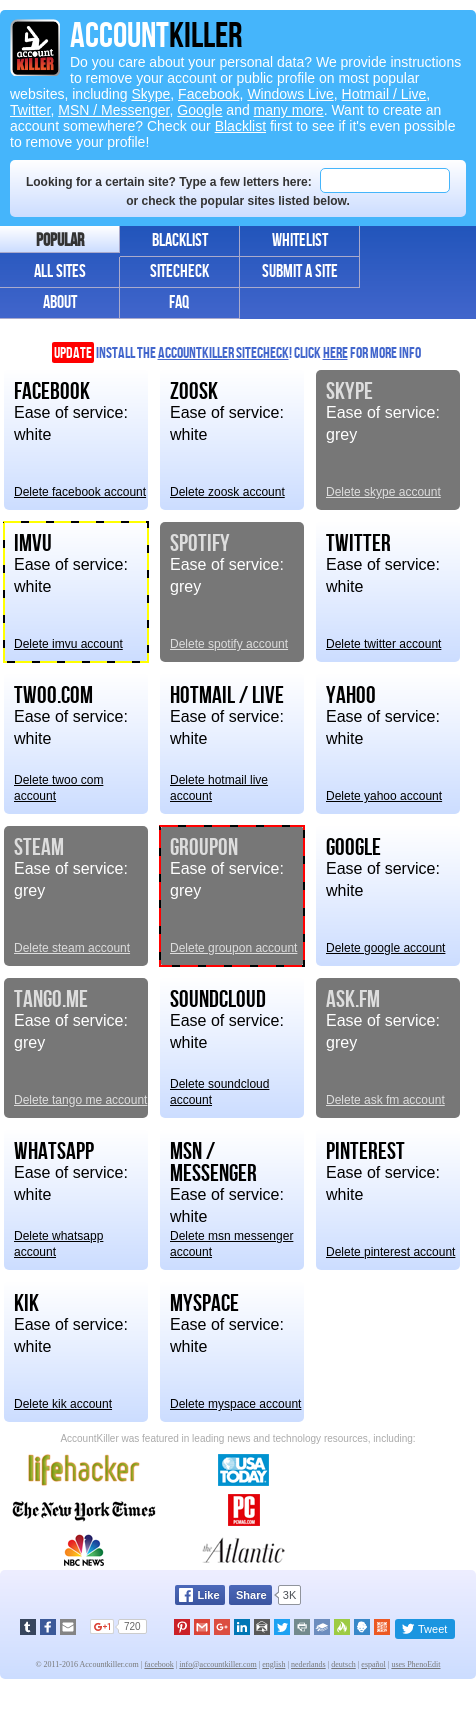 ACCOUNTKILLER
account
KILLER
Do you care about your personal data? We provide instructions
to remove your account or public profile on most popular
websites, including Skype, Facebook, Windows Live, Hotmail / Live,
Twitter, MSN / Messenger, Google and many more. Want to create an
account somewhere? Check our Blacklist first to see if it's even possible
to remove your profile!
Looking for a certain site? Type a few letters here:
or check the popular sites listed below.
POPULAR BLACKLIST WHITELIST
ALL SITES SITECHECK SUBMIT A SITE
ABOUT FAQ
UPDATE INSTALL THE ACCOUNTKILLER SITECHECK! CLICK HERE FOR MORE INFO
FACEBOOK
Ease of service:
white
Delete facebook account
ZOOSK
Ease of service:
white
Delete zoosk account
SKYPE
Ease of service:
grey
Delete skype account
IMVU
Ease of service:
white
Delete imvu account
SPOTIFY
Ease of service:
grey
Delete spotify account
TWITTER
Ease of service:
white
Delete twitter account
TWOO.COM
Ease of service:
white
Delete twoo com
account
HOTMAIL / LIVE
Ease of service:
white
Delete hotmail live
account
YAHOO
Ease of service:
white
Delete yahoo account
STEAM
Ease of service:
grey
Delete steam account
GROUPON
Ease of service:
grey
Delete groupon account
GOOGLE
Ease of service:
white
Delete google account
TANGO.ME
Ease of service:
grey
Delete tango me account
SOUNDCLOUD
Ease of service:
white
Delete soundcloud
account
ASK.FM
Ease of service:
grey
Delete ask fm account
WHATSAPP
Ease of service:
white
Delete whatsapp
account
MSN /
MESSENGER
Ease of service:
white
Delete msn messenger
account
PINTEREST
Ease of service:
white
Delete pinterest account
KIK
Ease of service:
white
Delete kik account
MYSPACE
Ease of service:
white
Delete myspace account
AccountKiller was featured in leading news and technology resources, including:
lifehacker
USA TODAY
The New York Times
PC
PCMAG.COM
NBC NEWS
the Atlantic
Like Share 3K
G+1 720
Tweet
© 2011-2016 Accountkiller.com | facebook | info@accountkiller.com | english | nederlands | deutsch | español | uses PhenoEdit